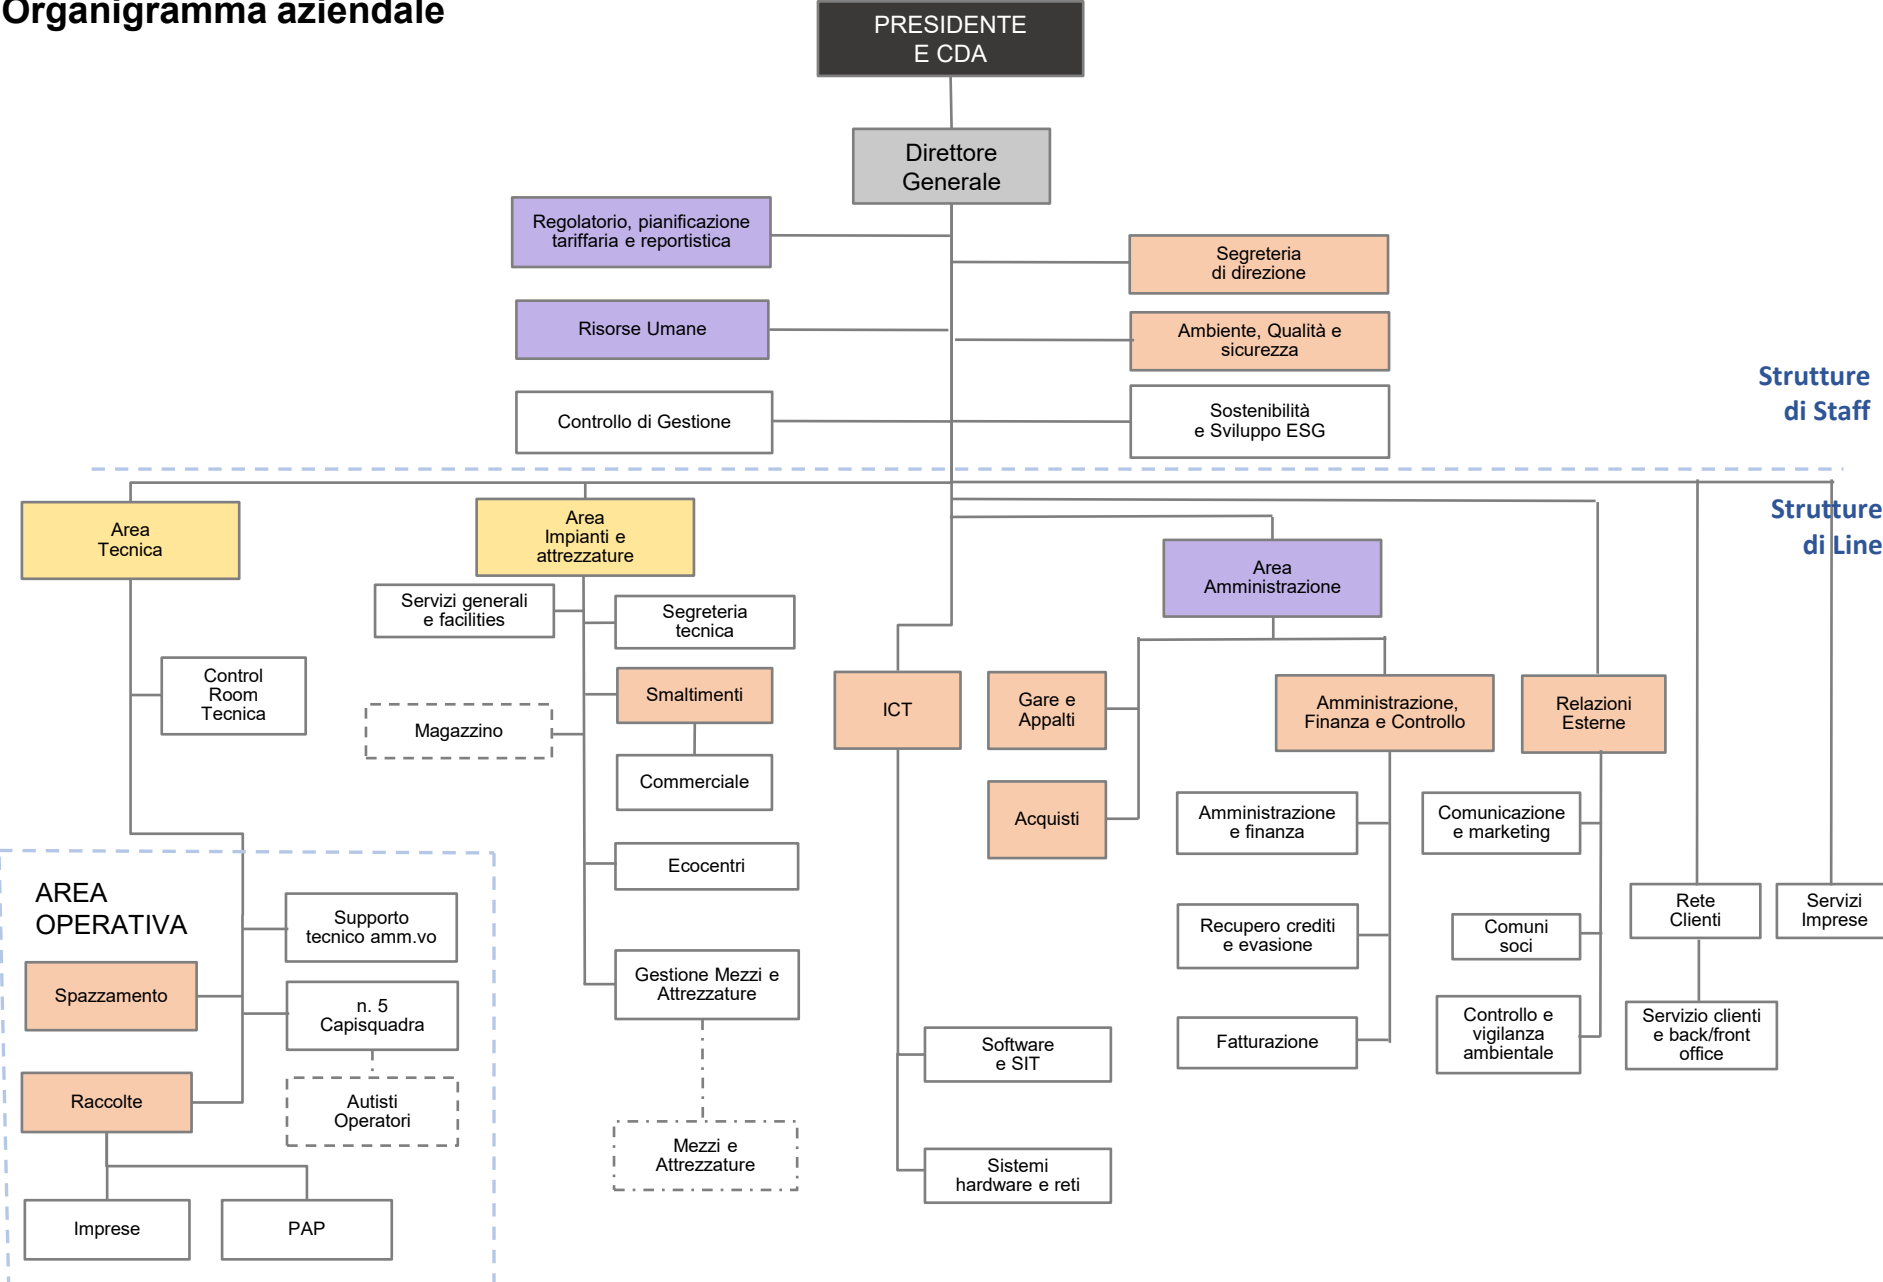 Organigramma aziendale
PRESIDENTE
E CDA
Direttore
Generale
Regolatorio, pianificazione
tariffaria e reportistica
Segreteria
di direzione
Risorse Umane
Ambiente, Qualità e
sicurezza
Controllo di Gestione
Sostenibilità
e Sviluppo ESG
Strutture
di Staff
Strutture
di Line
Area
Tecnica
Area
Impianti e
attrezzature
Area
Amministrazione
Servizi generali
e facilities
Segreteria
tecnica
Control
Room
Tecnica
Smaltimenti
Magazzino
Commerciale
ICT
Gare e
Appalti
Amministrazione,
Finanza e Controllo
Relazioni
Esterne
Acquisti
Amministrazione
e finanza
Comunicazione
e marketing
Ecocentri
AREA
OPERATIVA
Supporto
tecnico amm.vo
Recupero crediti
e evasione
Comuni
soci
Rete
Clienti
Servizi
Imprese
Spazzamento
n. 5
Capisquadra
Gestione Mezzi e
Attrezzature
Software
e SIT
Fatturazione
Controllo e
vigilanza
ambientale
Servizio clienti
e back/front
office
Raccolte
Autisti
Operatori
Mezzi e
Attrezzature
Sistemi
hardware e reti
Imprese
PAP